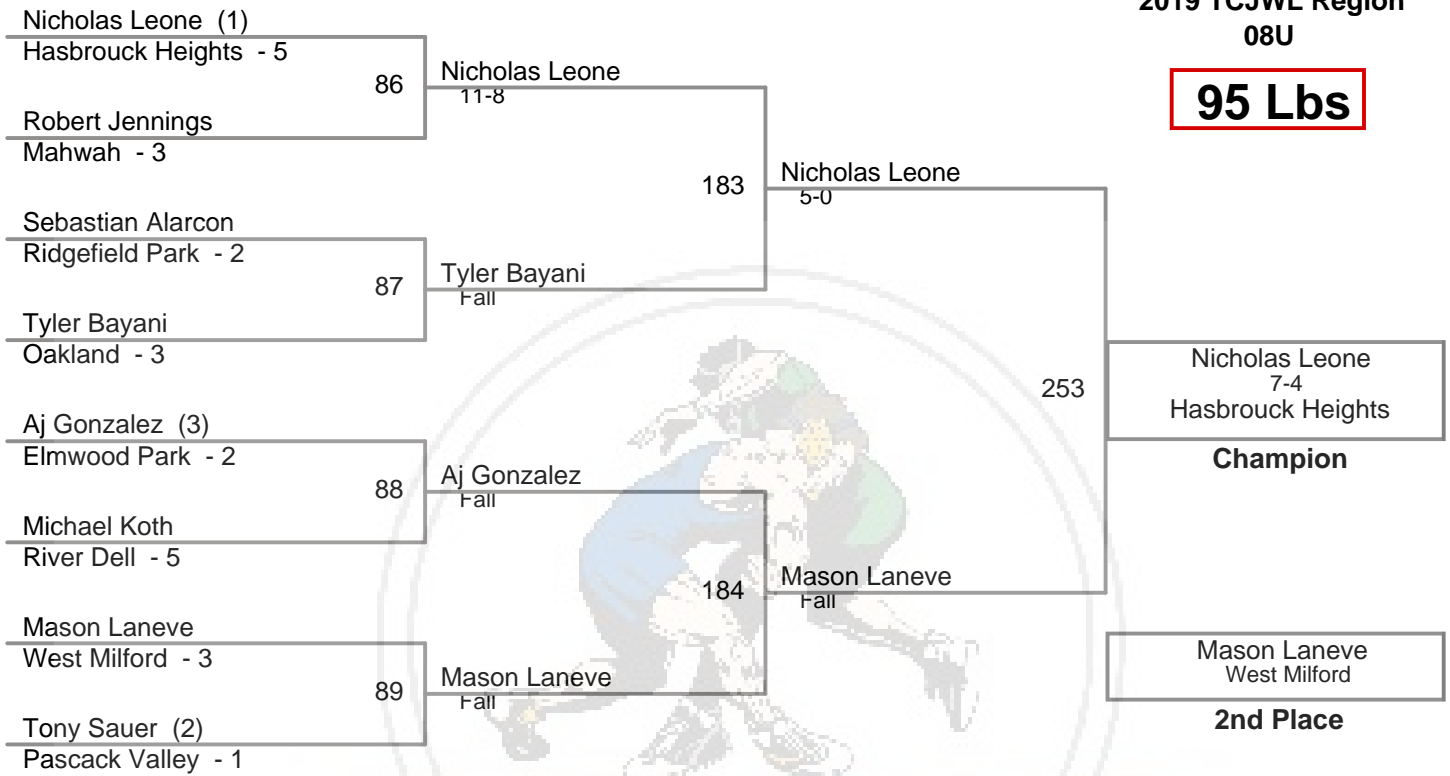 2019 TCJWL Region
08U
95 Lbs
Nicholas Leone (1)
Hasbrouck Heights - 5
86
Robert Jennings
Mahwah - 3
Nicholas Leone
11-8
Sebastian Alarcon
Ridgefield Park - 2
87
Tyler Bayani
Oakland - 3
Tyler Bayani
Fall
183
Nicholas Leone
5-0
Aj Gonzalez (3)
Elmwood Park - 2
88
Michael Koth
River Dell - 5
Aj Gonzalez
Fall
Mason Laneve
West Milford - 3
89
Tony Sauer (2)
Pascack Valley - 1
Mason Laneve
Fall
184
Mason Laneve
Fall
253
Nicholas Leone
7-4
Hasbrouck Heights
Champion
Mason Laneve
West Milford
2nd Place